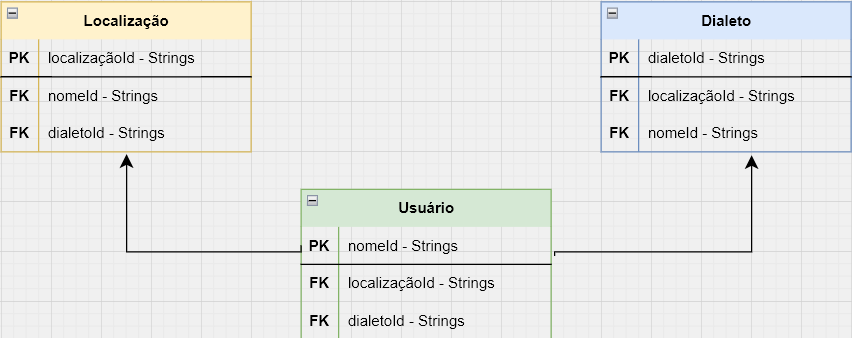 Localização
PK localizaçãoId - Strings
FK nomeId - Strings
FK dialetoId - Strings
Dialeto
PK dialetoId - Strings
FK localizaçãoId - Strings
FK nomeId - Strings
Usuário
PK nomeId - Strings
FK localizaçãoId - Strings
FK dialetoId - Strings